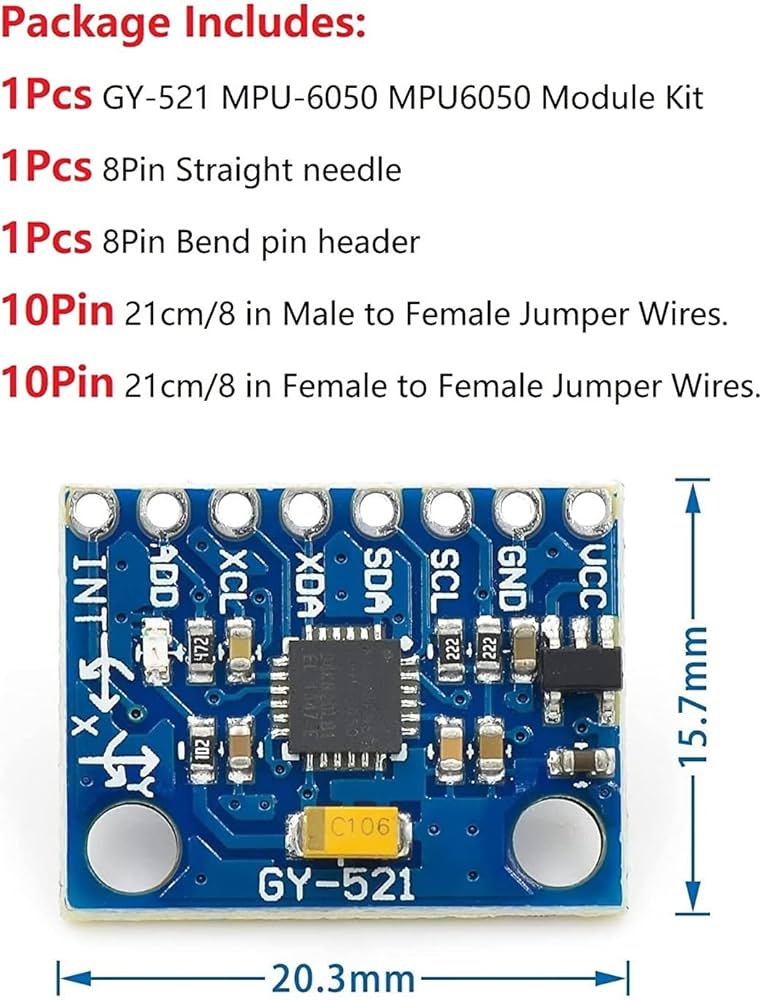 Package Includes:
1Pcs GY-521 MPU-6050 MPU6050 Module Kit
1Pcs 8Pin Straight needle
1Pcs 8Pin Bend pin header
10Pin 21cm/8 in Male to Female Jumper Wires.
10Pin 21cm/8 in Female to Female Jumper Wires.
INT ADD XCL XDA SDA SCL GND VCC
472 222 222
X
102
Y
C106
GY-521
15.7mm
20.3mm